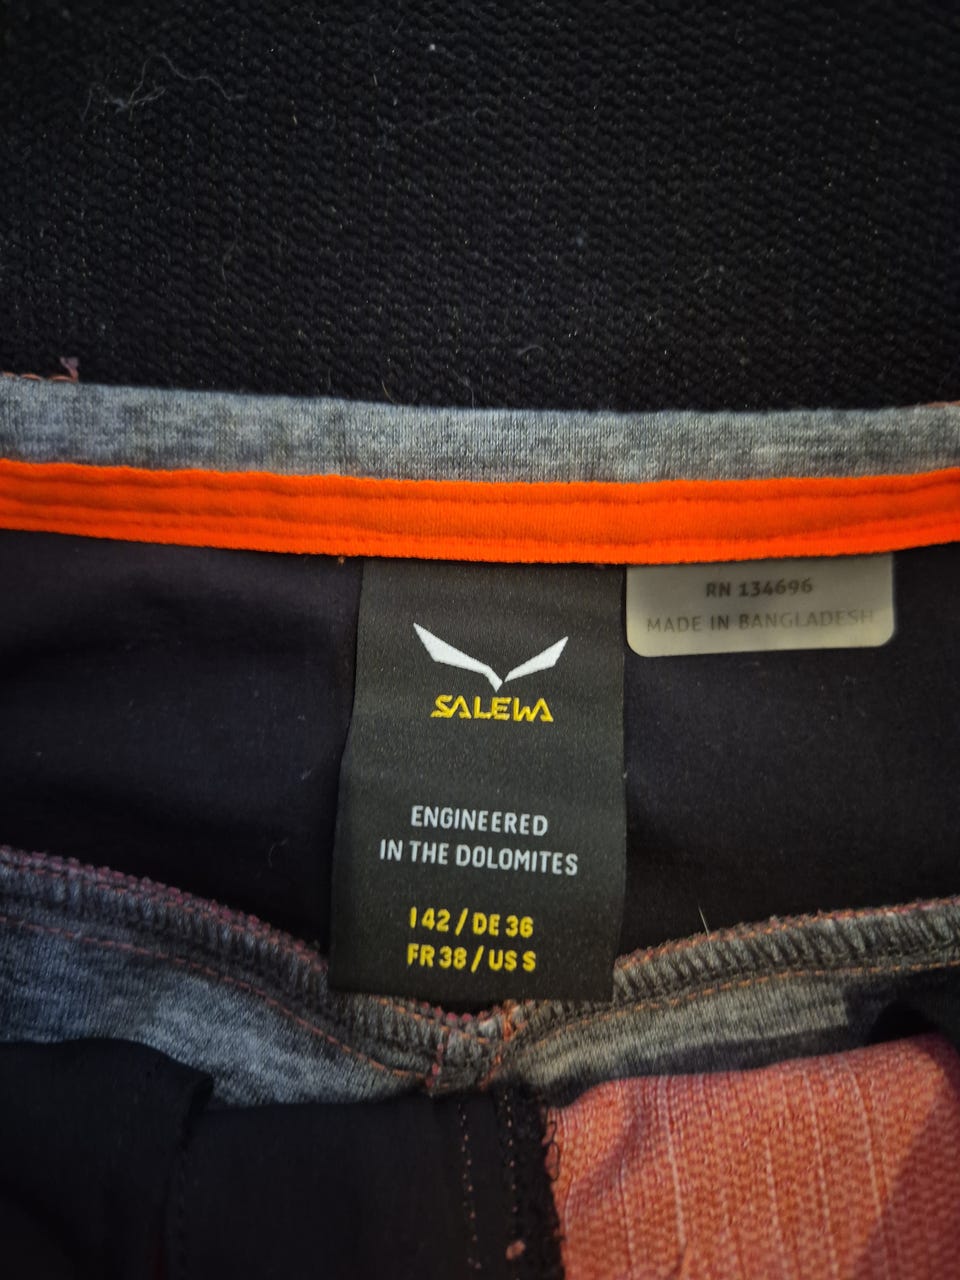 RN 134696
MADE IN BANGLADESH
SALEWA
ENGINEERED
IN THE DOLOMITES
I 42 / DE 36
FR 38 / US S